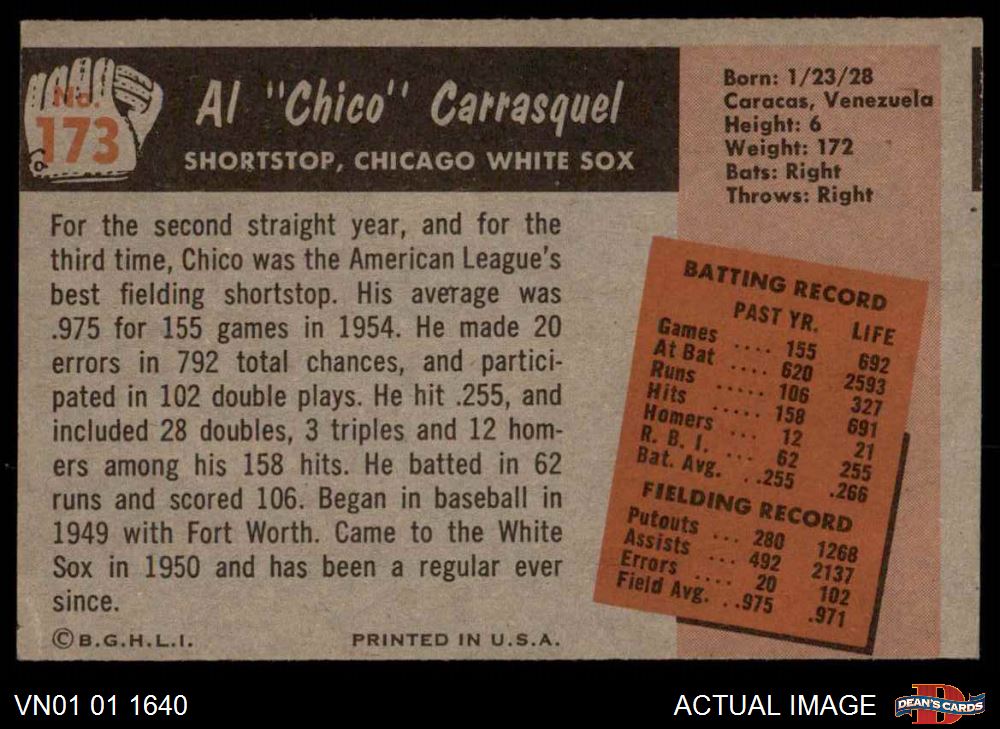 No.
173
Al "Chico" Carrasquel
SHORTSTOP, CHICAGO WHITE SOX
Born: 1/23/28
Caracas, Venezuela
Height: 6
Weight: 172
Bats: Right
Throws: Right
For the second straight year, and for the
third time, Chico was the American League's
best fielding shortstop. His average was
.975 for 155 games in 1954. He made 20
errors in 792 total chances, and partici-
pated in 102 double plays. He hit .255, and
included 28 doubles, 3 triples and 12 hom-
ers among his 158 hits. He batted in 62
runs and scored 106. Began in baseball in
1949 with Fort Worth. Came to the White
Sox in 1950 and has been a regular ever
since.
©B.G.H.L.I. PRINTED IN U.S.A.
BATTING RECORD
PAST YR. LIFE
Games .... 155 692
At Bat .... 620 2593
Runs ..... 106 327
Hits ..... 158 691
Homers ... 12 21
R. B. I. ... 62 255
Bat. Avg. ..255 .266
FIELDING RECORD
Putouts ... 280 1268
Assists ... 492 2137
Errors .... 20 102
Field Avg. ..975 .971
VN01 01 1640 ACTUAL IMAGE
D
DEAN'S CARDS